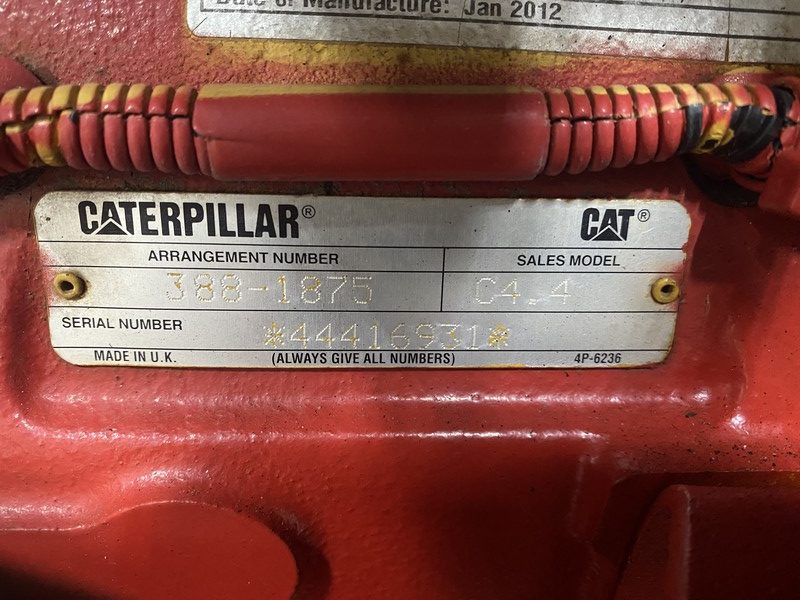 Date of Manufacture: Jan 2012
CATERPILLAR® CAT®
ARRANGEMENT NUMBER SALES MODEL
388-1875 C4.4
SERIAL NUMBER
*44416931*
MADE IN U.K. (ALWAYS GIVE ALL NUMBERS) 4P-6236